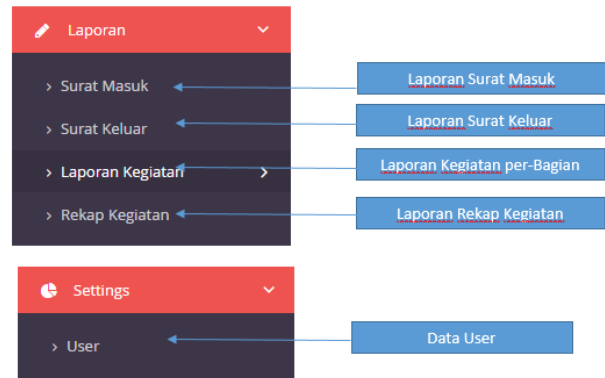 Laporan
Surat Masuk
Laporan Surat Masuk
Surat Keluar
Laporan Surat Keluar
Laporan Kegiatan
Laporan Kegiatan per-Bagian
Rekap Kegiatan
Laporan Rekap Kegiatan
Settings
User
Data User